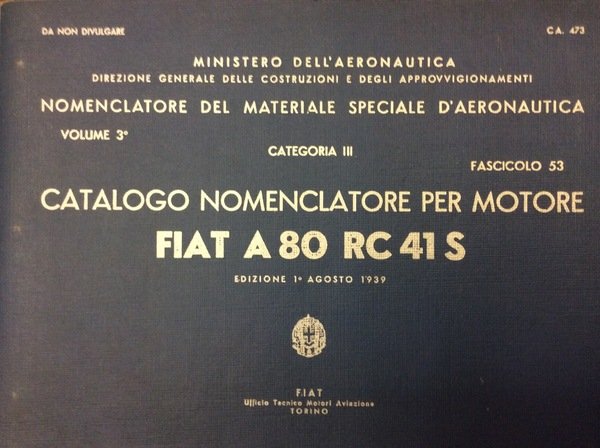 DA NON DIVULGARE
C.A. 473
MINISTERO DELL'AERONAUTICA
DIREZIONE GENERALE DELLE COSTRUZIONI E DEGLI APPROVVIGIONAMENTI
NOMENCLATORE DEL MATERIALE SPECIALE D'AERONAUTICA
VOLUME 3°
CATEGORIA III
FASCICOLO 53
CATALOGO NOMENCLATORE PER MOTORE
FIAT A 80 RC 41 S
EDIZIONE 1° AGOSTO 1939
FIAT
Ufficio Tecnico Motori Aviazione
TORINO